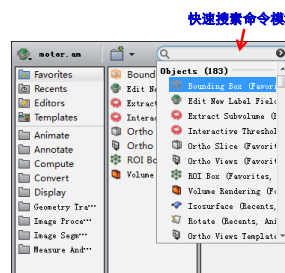 快速搜素命令模
motor.am
Favorites
Recents
Editors
Templates
Animate
Annotate
Compute
Convert
Display
Geometry Tra...
Image Proce...
Image Segm...
Measure And...
Bound
Edit Ne
Extract
Interac
Ortho
Ortho
ROI Bo
Volume
Objects (183)
Bounding Box (Favori
Edit New Label Fiel
Extract Subvolume (
Interactive Threshol
Ortho Slice (Favorit
Ortho Views (Favorit
ROI Box (Favorites,
Volume Rendering (Fa
Isosurface (Recents,
Rotate (Recents, Ani
Ortho Views Template